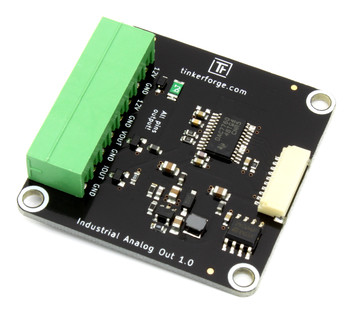 TF
tinkerforge.com
12V
GND
12V
GND
VOUT
GND
IOUT
GND
All pins
output!
Industrial Analog Out 1.0